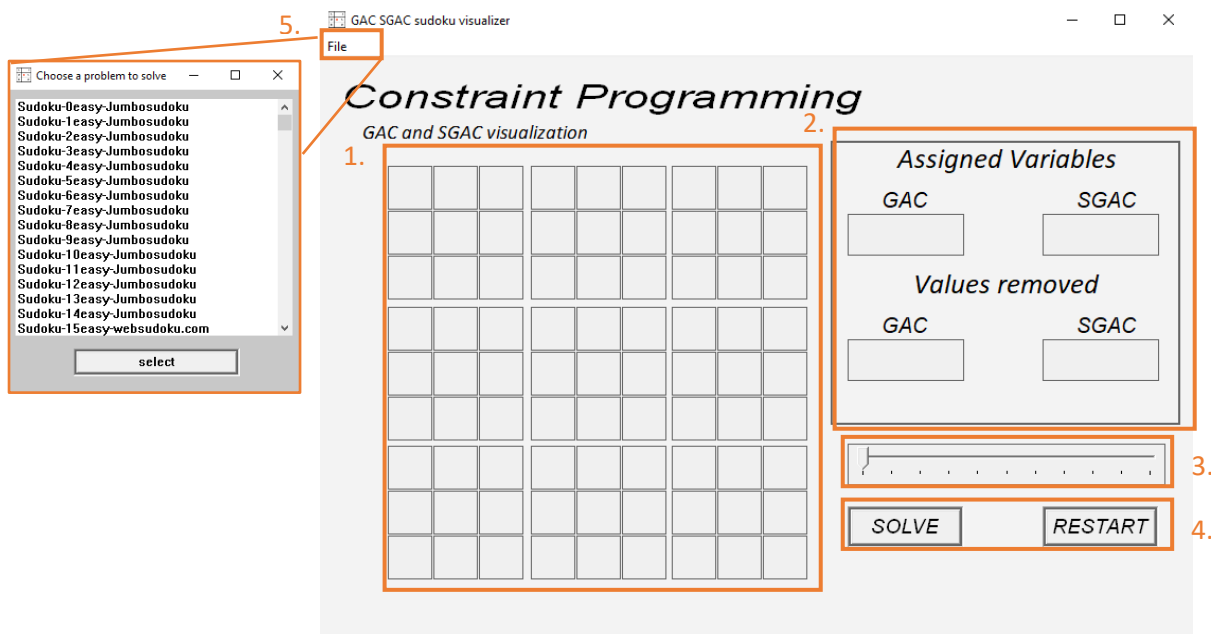 5.
GAC SGAC sudoku visualizer
File
Choose a problem to solve
Sudoku-0easy-Jumbosudoku
Sudoku-1easy-Jumbosudoku
Sudoku-2easy-Jumbosudoku
Sudoku-3easy-Jumbosudoku
Sudoku-4easy-Jumbosudoku
Sudoku-5easy-Jumbosudoku
Sudoku-6easy-Jumbosudoku
Sudoku-7easy-Jumbosudoku
Sudoku-8easy-Jumbosudoku
Sudoku-9easy-Jumbosudoku
Sudoku-10easy-Jumbosudoku
Sudoku-11easy-Jumbosudoku
Sudoku-12easy-Jumbosudoku
Sudoku-13easy-Jumbosudoku
Sudoku-14easy-Jumbosudoku
Sudoku-15easy-websudoku.com
select
Constraint Programming
GAC and SGAC visualization
1.
2.
Assigned Variables
GAC SGAC
Values removed
GAC SGAC
3.
SOLVE RESTART
4.